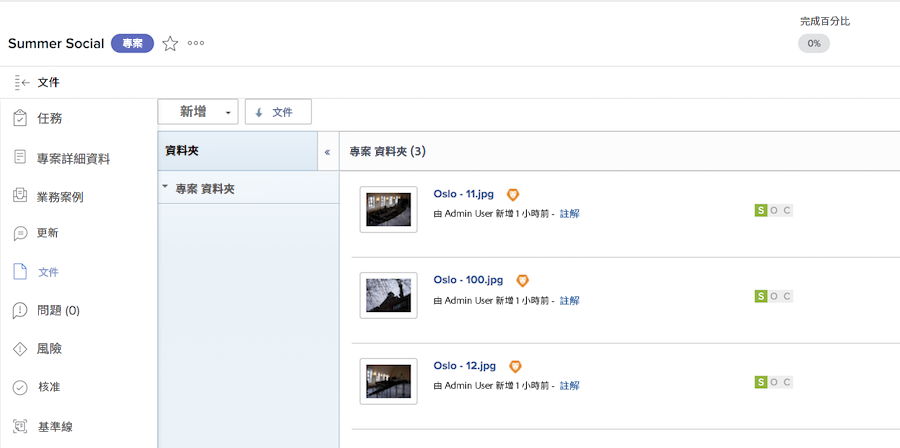 完成百分比
Summer Social 專案
0%
文件
新增 文件
任務
專案詳細資料
業務案例
更新
文件
問題 (0)
風險
核准
基準線
資料夾 «
專案 資料夾
專案 資料夾 (3)
Oslo - 11.jpg
由 Admin User 新增 1 小時前 - 註解
S O C
Oslo - 100.jpg
由 Admin User 新增 1 小時前 - 註解
S O C
Oslo - 12.jpg
由 Admin User 新增 1 小時前 - 註解
S O C